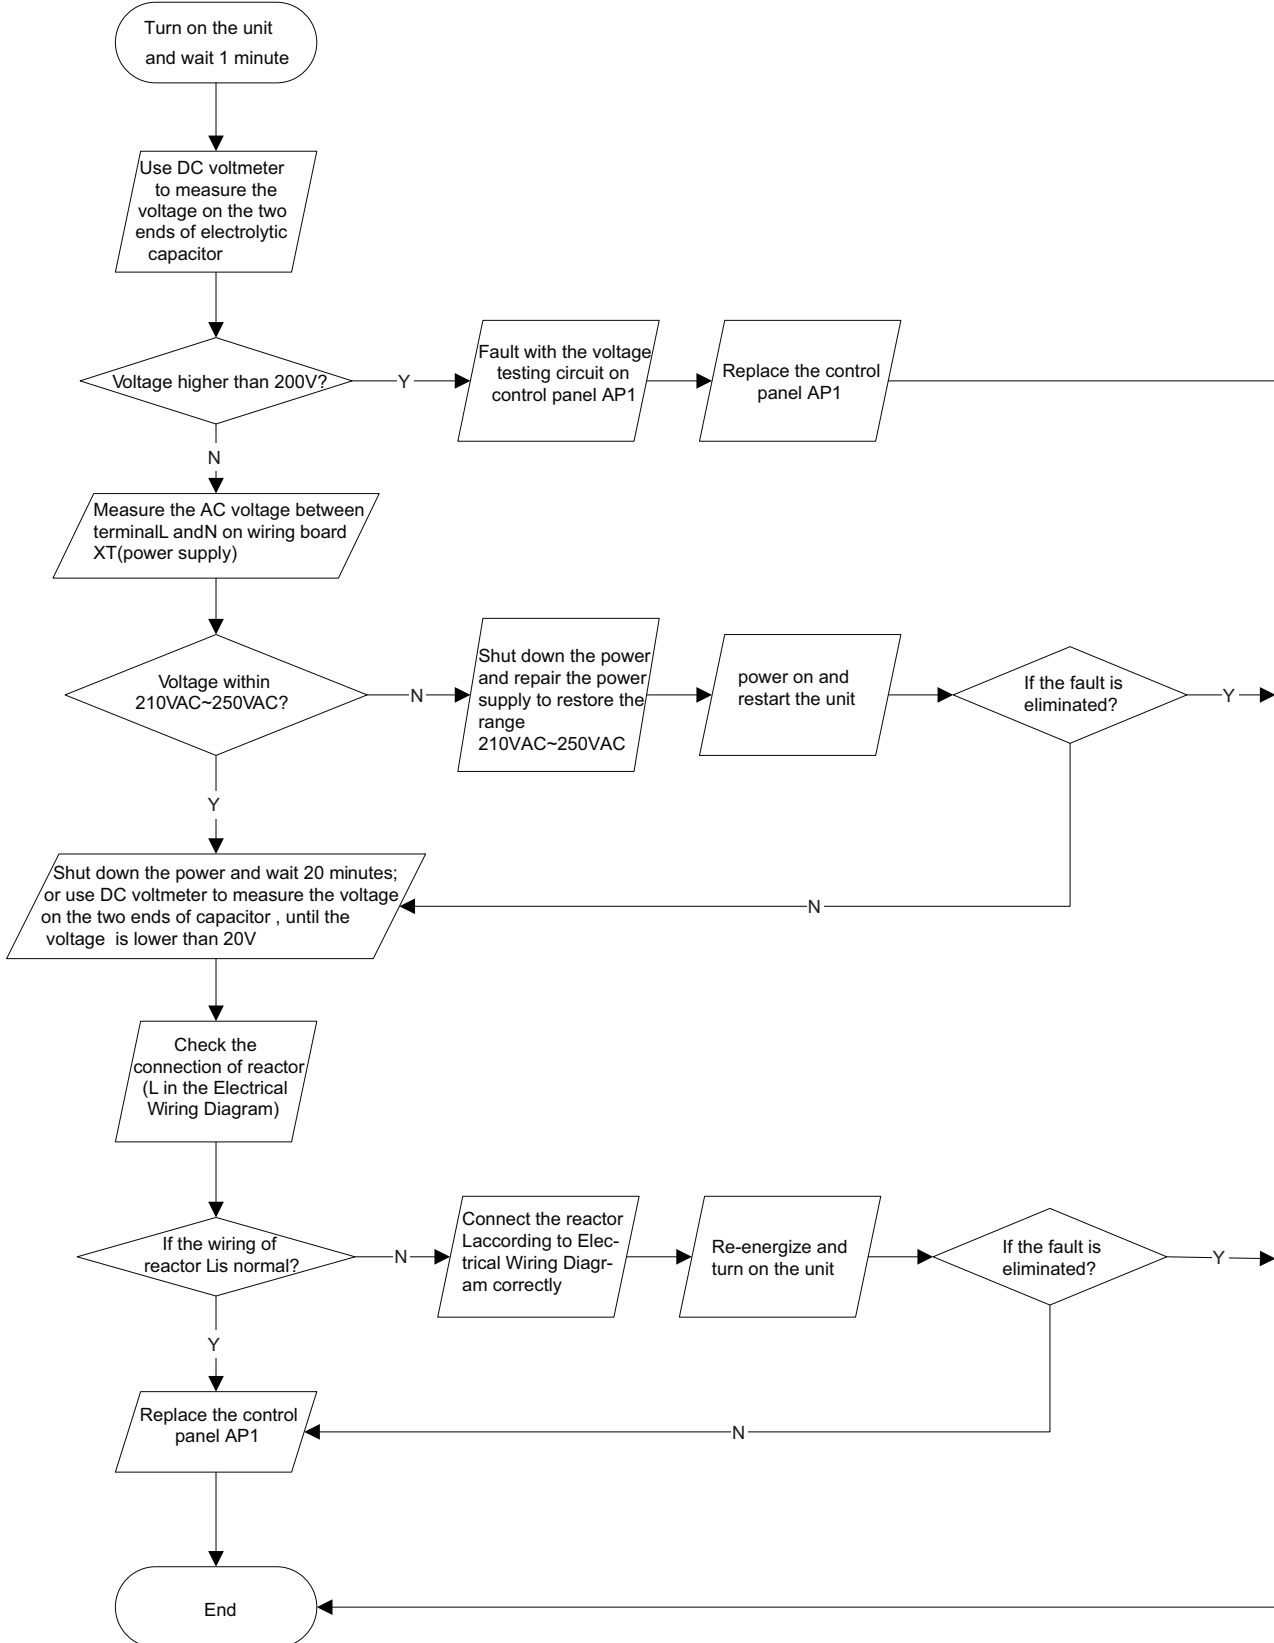 Turn on the unit
and wait 1 minute
Use DC voltmeter
to measure the
voltage on the two
ends of electrolytic
capacitor
Voltage higher than 200V?
Y
Fault with the voltage
testing circuit on
control panel AP1
Replace the control
panel AP1
N
Measure the AC voltage between
terminalL andN on wiring board
XT(power supply)
Voltage within
210VAC~250VAC?
N
Shut down the power
and repair the power
supply to restore the
range
210VAC~250VAC
power on and
restart the unit
If the fault is
eliminated?
Y
Y
Shut down the power and wait 20 minutes;
or use DC voltmeter to measure the voltage
on the two ends of capacitor , until the
voltage  is lower than 20V
N
Check the
connection of reactor
(L in the Electrical
Wiring Diagram)
If the wiring of
reactor Lis normal?
N
Connect the reactor
Laccording to Elec-
trical Wiring Diagr-
am correctly
Re-energize and
turn on the unit
If the fault is
eliminated?
Y
Y
Replace the control
panel AP1
N
End